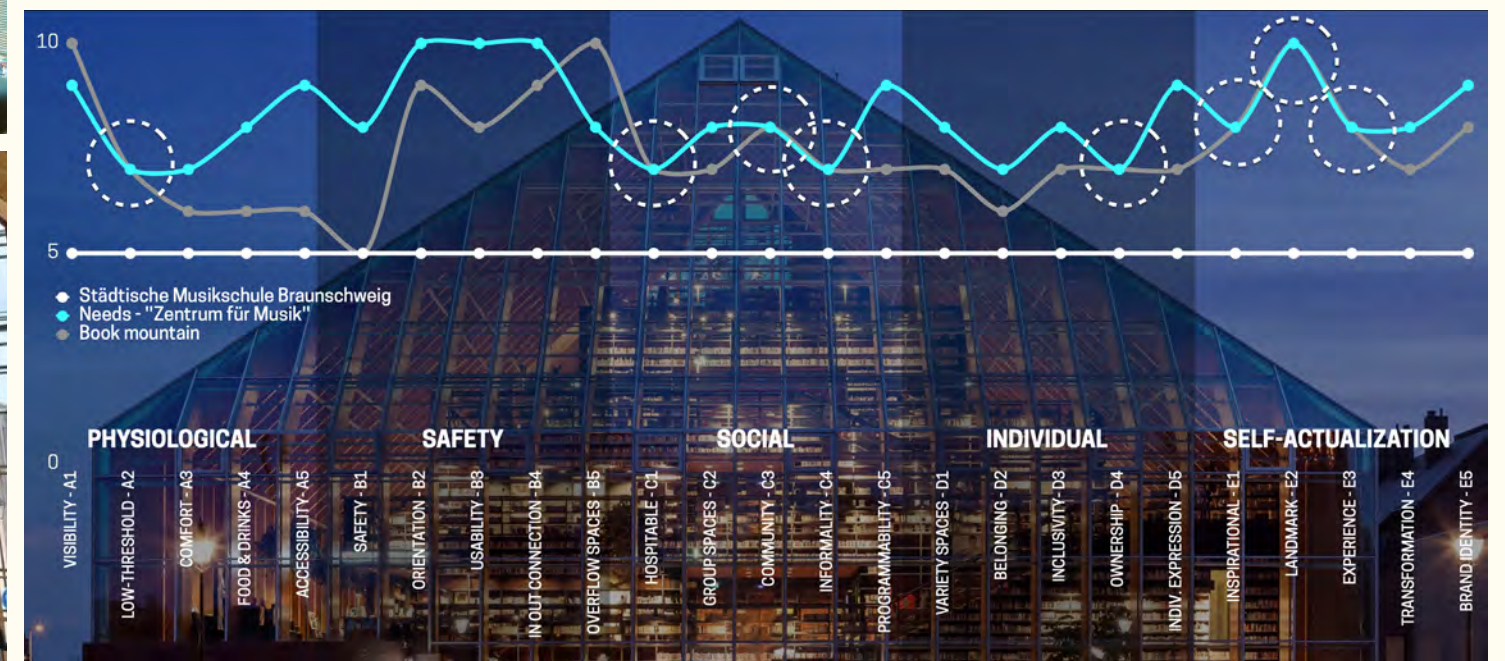 10
5
Städtische Musikschule Braunschweig
Needs - "Zentrum für Musik"
Book mountain
PHYSIOLOGICAL
SAFETY
SOCIAL
INDIVIDUAL
SELF-ACTUALIZATION
0
VISIBILITY - A1
LOW-THRESHOLD - A2
COMFORT - A3
FOOD & DRINKS - A4
ACCESSIBILITY - A5
SAFETY - B1
ORIENTATION - B2
USABILITY - B3
IN OUT CONNECTION - B4
OVERFLOW SPACES - B5
HOSPITABLE - C1
GROUP SPACES - C2
COMMUNITY - C3
INFORMALITY - C4
PROGRAMMABILITY - C5
VARIETY SPACES - D1
BELONGING - D2
INCLUSIVITY - D3
OWNERSHIP - D4
INDIV. EXPRESSION - D5
INSPIRATIONAL - E1
LANDMARK - E2
EXPERIENCE - E3
TRANSFORMATION - E4
BRAND IDENTITY - E5